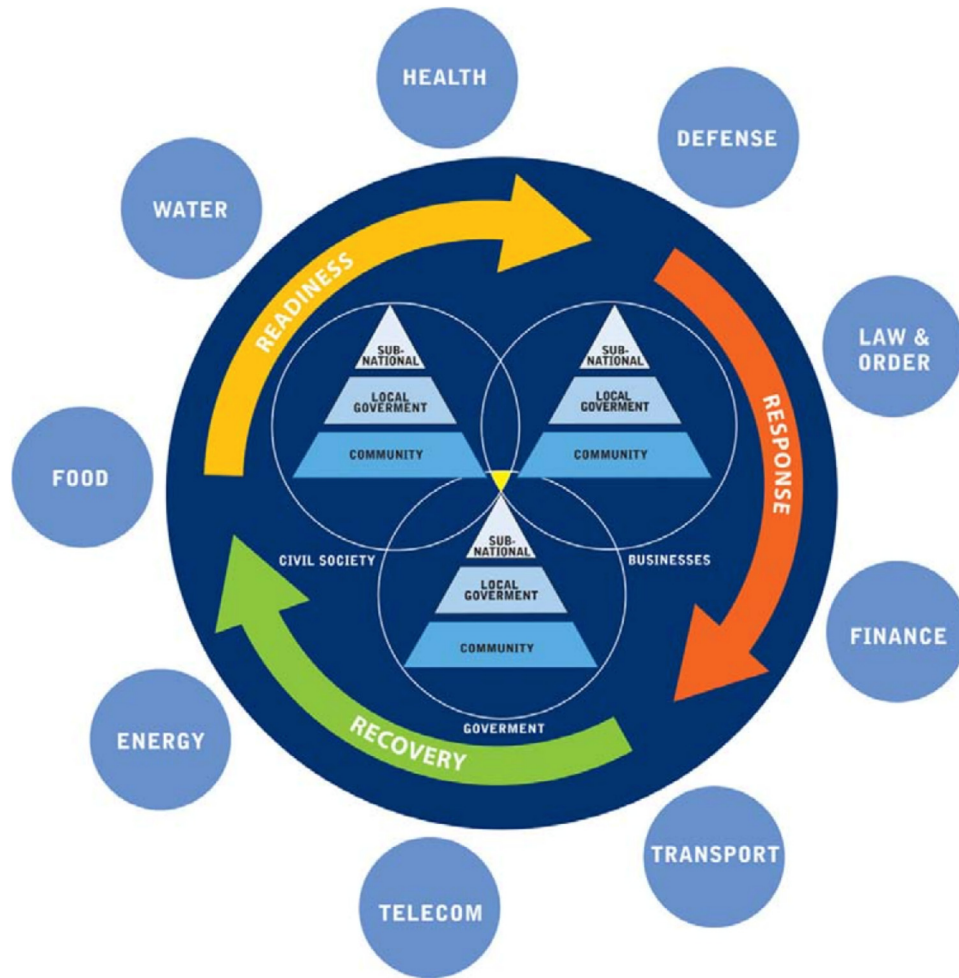 HEALTH
DEFENSE
WATER
LAW &
ORDER
FOOD
FINANCE
ENERGY
TRANSPORT
TELECOM
READINESS
RESPONSE
RECOVERY
SUB-
NATIONAL
LOCAL
GOVERMENT
COMMUNITY
CIVIL SOCIETY
SUB-
NATIONAL
LOCAL
GOVERMENT
COMMUNITY
BUSINESSES
SUB-
NATIONAL
LOCAL
GOVERMENT
COMMUNITY
GOVERMENT